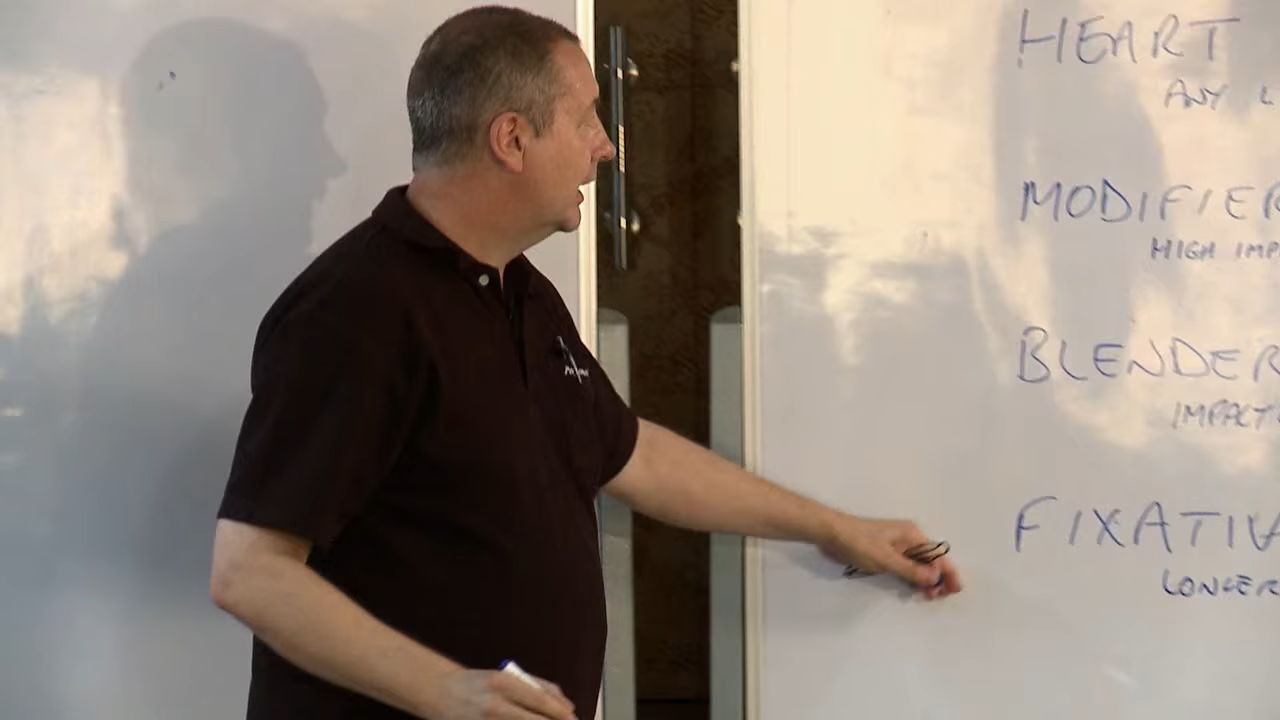 HEART
ANY L
MODIFIER
HIGH IMP
BLENDER
IMPACT
FIXATIV
LONGER